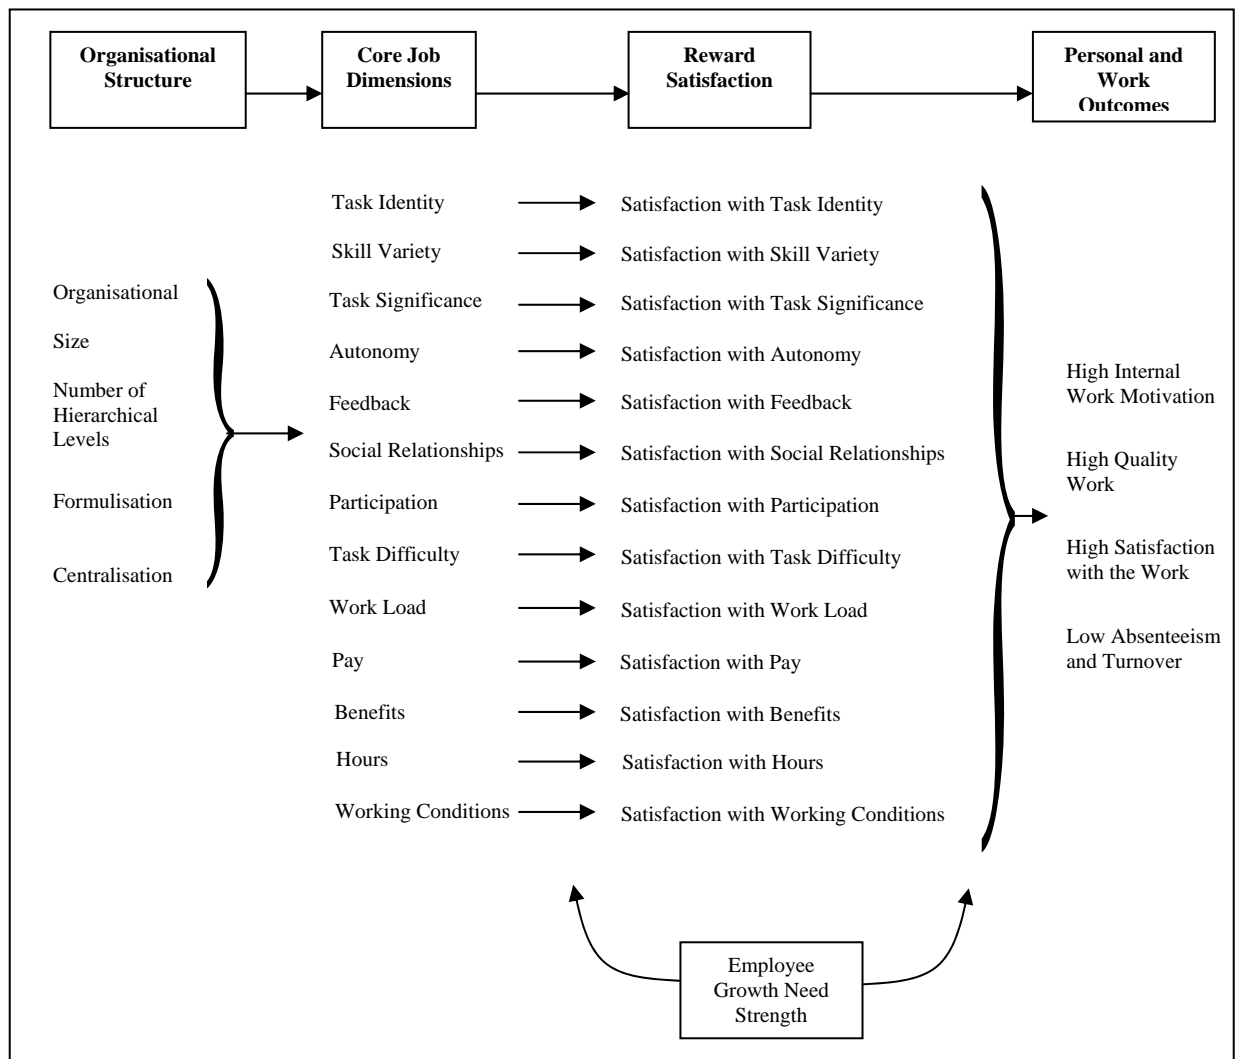 Organisational
Structure
Core Job
Dimensions
Reward
Satisfaction
Personal and
Work
Outcomes
Organisational
Size
Number of
Hierarchical
Levels
Formulisation
Centralisation
Task Identity
Skill Variety
Task Significance
Autonomy
Feedback
Social Relationships
Participation
Task Difficulty
Work Load
Pay
Benefits
Hours
Working Conditions
Satisfaction with Task Identity
Satisfaction with Skill Variety
Satisfaction with Task Significance
Satisfaction with Autonomy
Satisfaction with Feedback
Satisfaction with Social Relationships
Satisfaction with Participation
Satisfaction with Task Difficulty
Satisfaction with Work Load
Satisfaction with Pay
Satisfaction with Benefits
Satisfaction with Hours
Satisfaction with Working Conditions
High Internal
Work Motivation
High Quality
Work
High Satisfaction
with the Work
Low Absenteeism
and Turnover
Employee
Growth Need
Strength